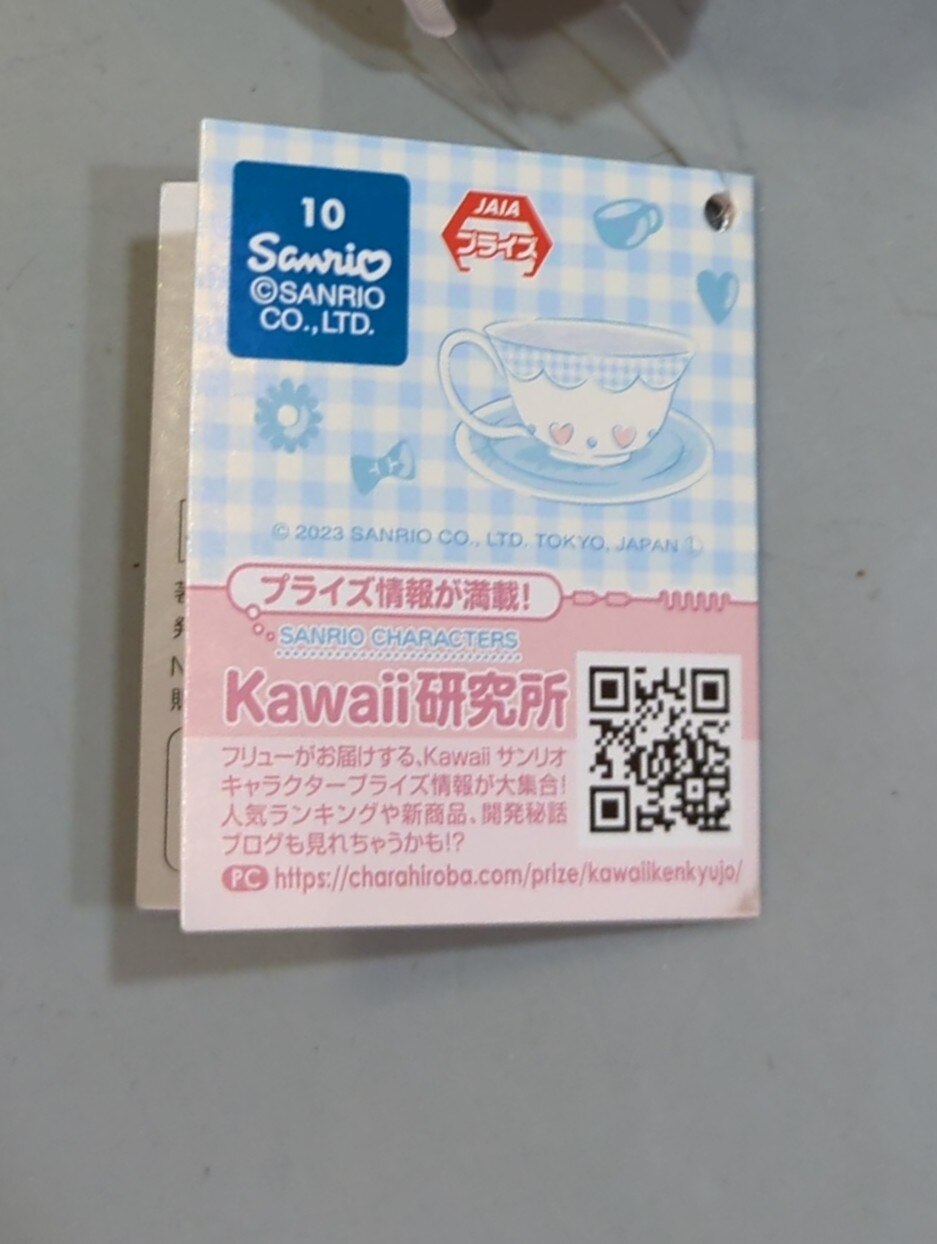 10
Sanrio
©SANRIO
CO.,LTD.
JAIA
プライズ
© 2023 SANRIO CO., LTD. TOKYO, JAPAN Ⓛ
プライズ情報が満載!
SANRIO CHARACTERS
Kawaii研究所
フリューがお届けする、Kawaii サンリオ
キャラクタープライズ情報が大集合!
人気ランキングや新商品、開発秘話
ブログも見れちゃうかも!?
PC https://charahiroba.com/prize/kawaiikenkyujo/